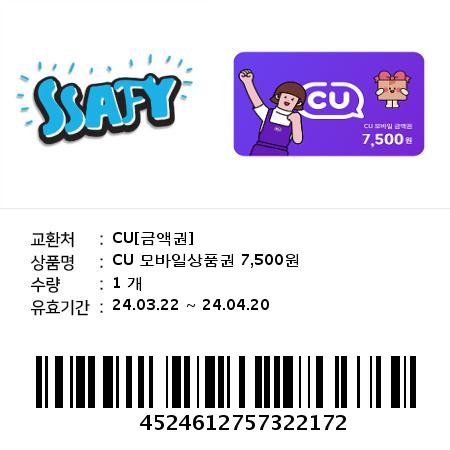 SSAFY
CU
CU 모바일 금액권
7,500원
교환처 : CU[금액권]
상품명 : CU 모바일상품권 7,500원
수량 : 1 개
유효기간 : 24.03.22 ~ 24.04.20
4524612757322172